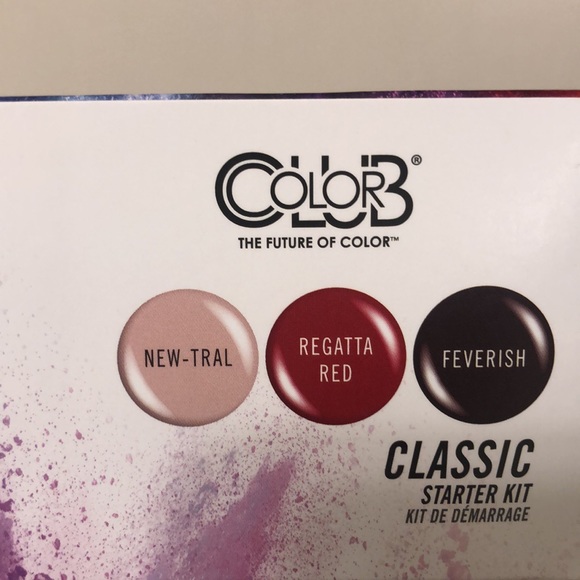 COLOR CLUB®
THE FUTURE OF COLOR™
NEW-TRAL
REGATTA
RED
FEVERISH
CLASSIC
STARTER KIT
KIT DE DÉMARRAGE